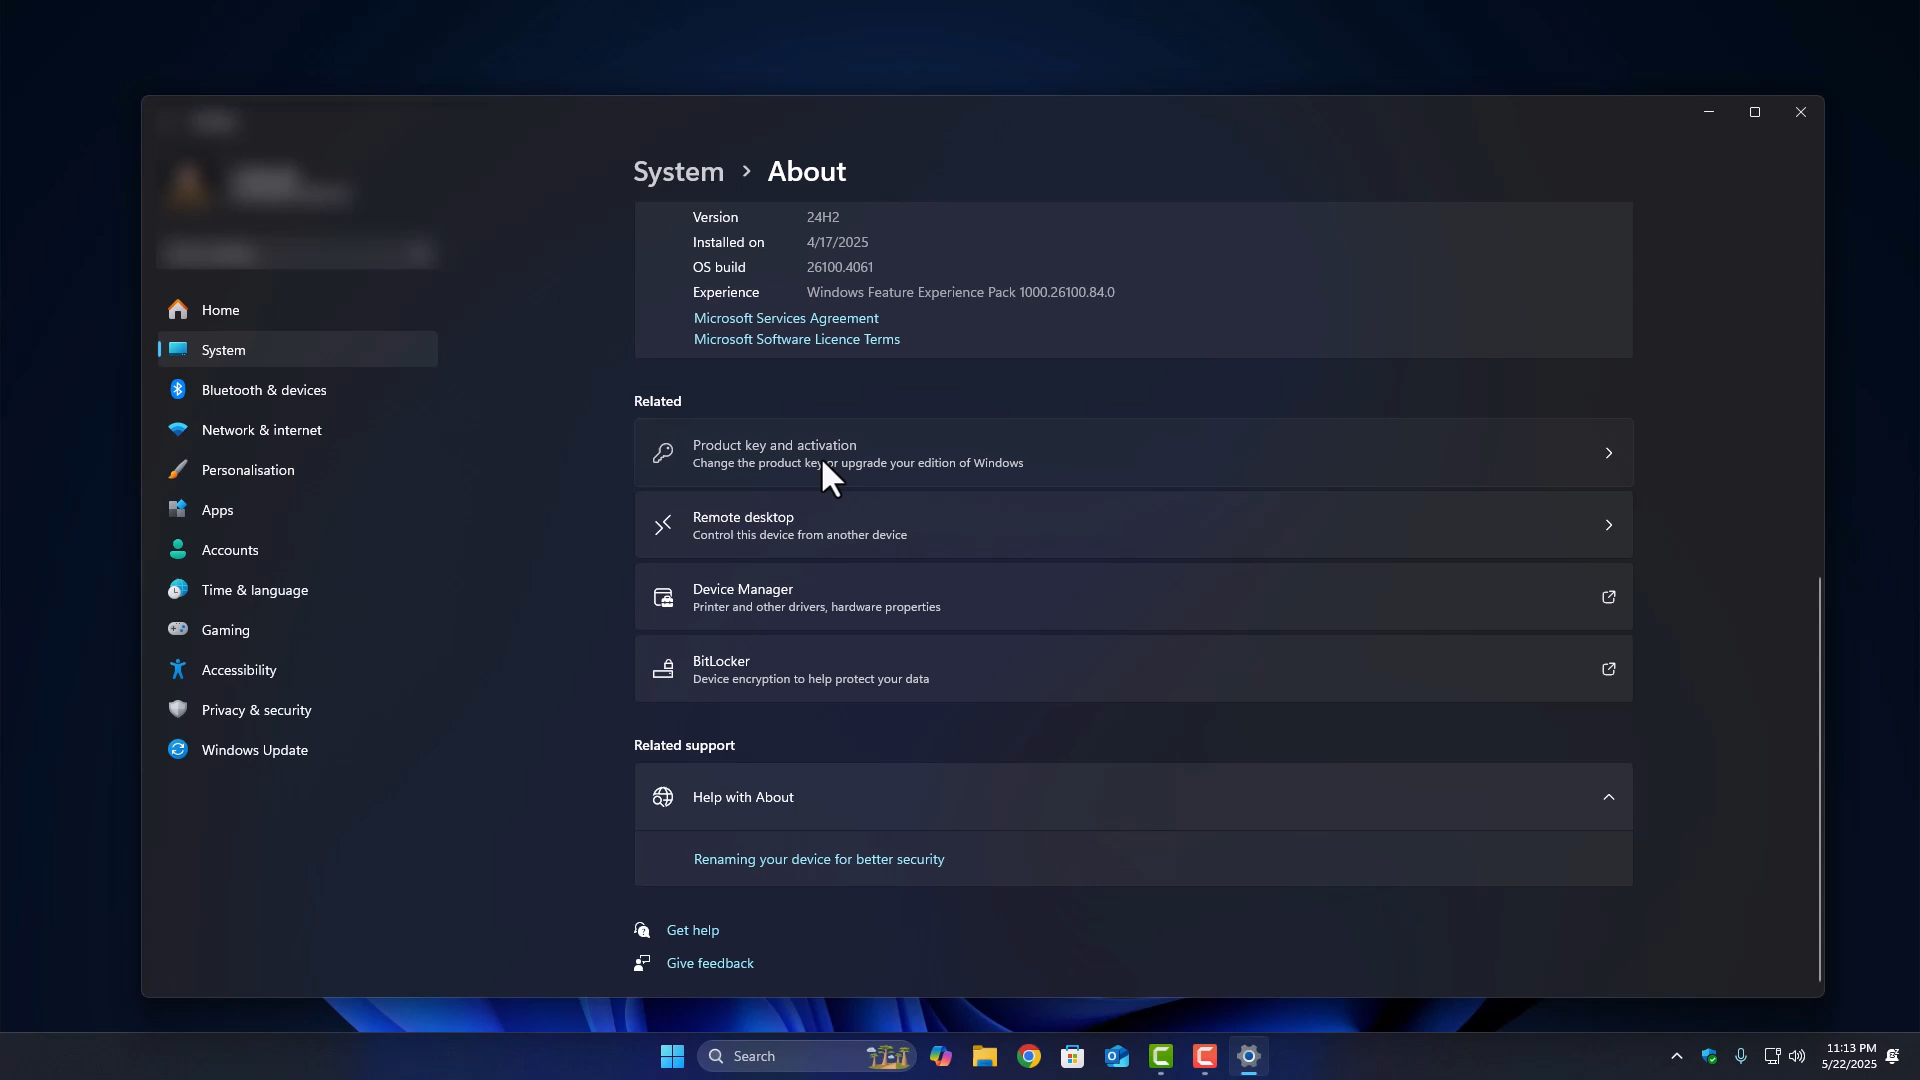 System > About
Version 24H2
Installed on 4/17/2025
OS build 26100.4061
Experience Windows Feature Experience Pack 1000.26100.84.0
Microsoft Services Agreement
Microsoft Software Licence Terms
Home
System
Bluetooth & devices
Network & internet
Personalisation
Apps
Accounts
Time & language
Gaming
Accessibility
Privacy & security
Windows Update
Related
Product key and activation
Change the product key or upgrade your edition of Windows
Remote desktop
Control this device from another device
Device Manager
Printer and other drivers, hardware properties
BitLocker
Device encryption to help protect your data
Related support
Help with About
Renaming your device for better security
Get help
Give feedback
Search
11:13 PM
5/22/2025